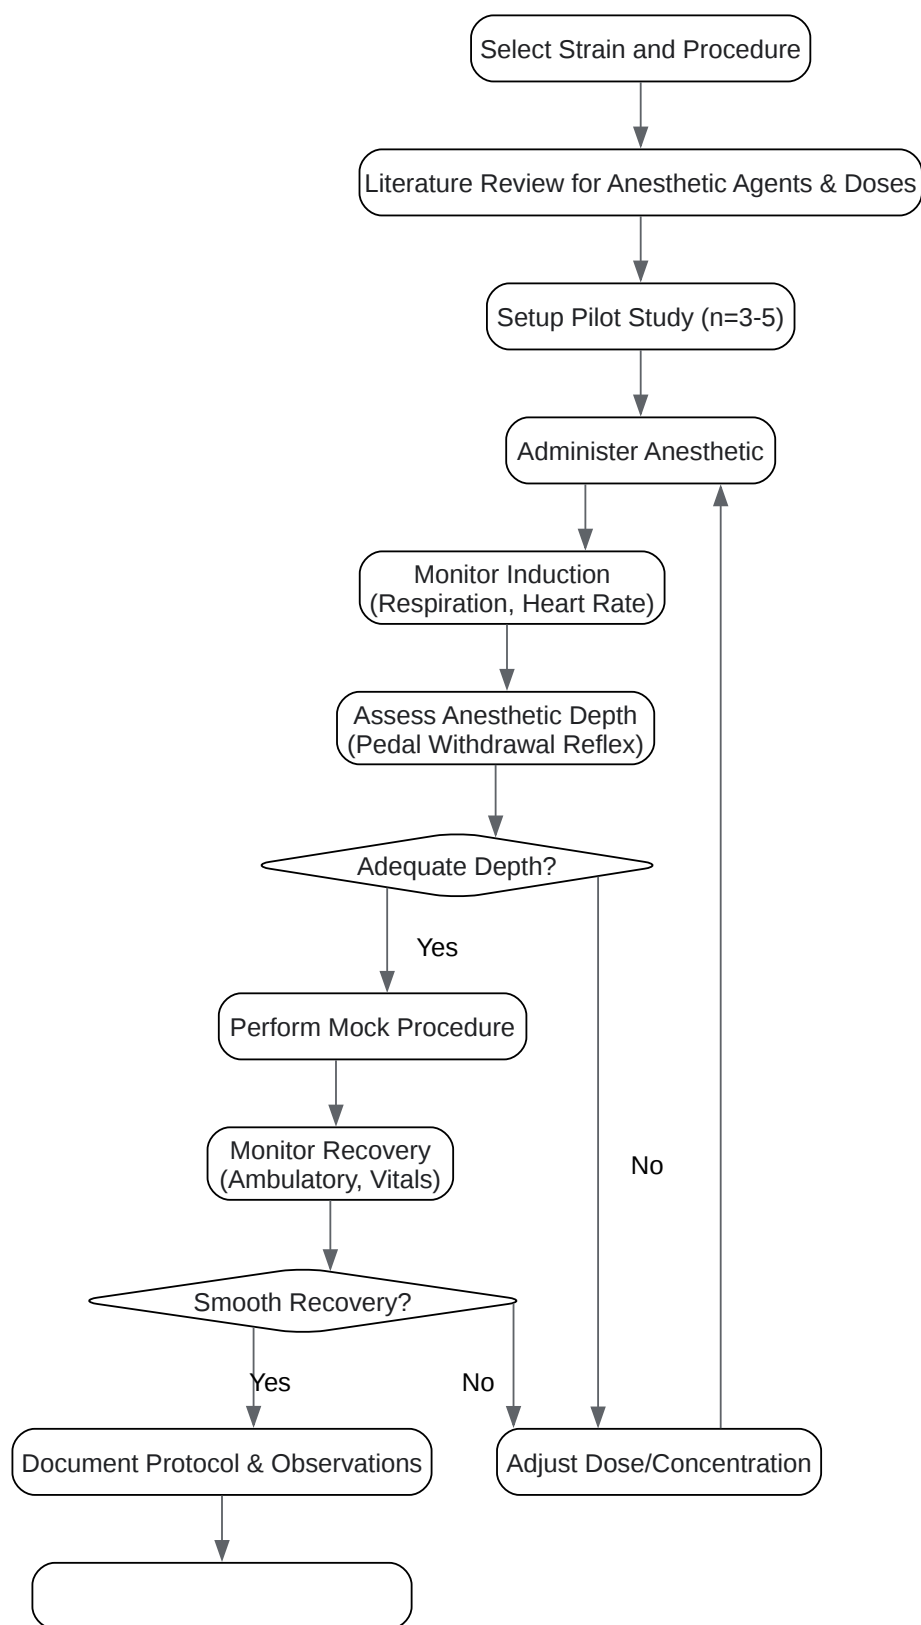 Select Strain and Procedure
Literature Review for Anesthetic Agents & Doses
Setup Pilot Study (n=3-5)
Administer Anesthetic
Monitor Induction
(Respiration, Heart Rate)
Assess Anesthetic Depth
(Pedal Withdrawal Reflex)
Adequate Depth?
Yes
Perform Mock Procedure
Monitor Recovery
(Ambulatory, Vitals)
No
Smooth Recovery?
Yes
No
Document Protocol & Observations
Adjust Dose/Concentration